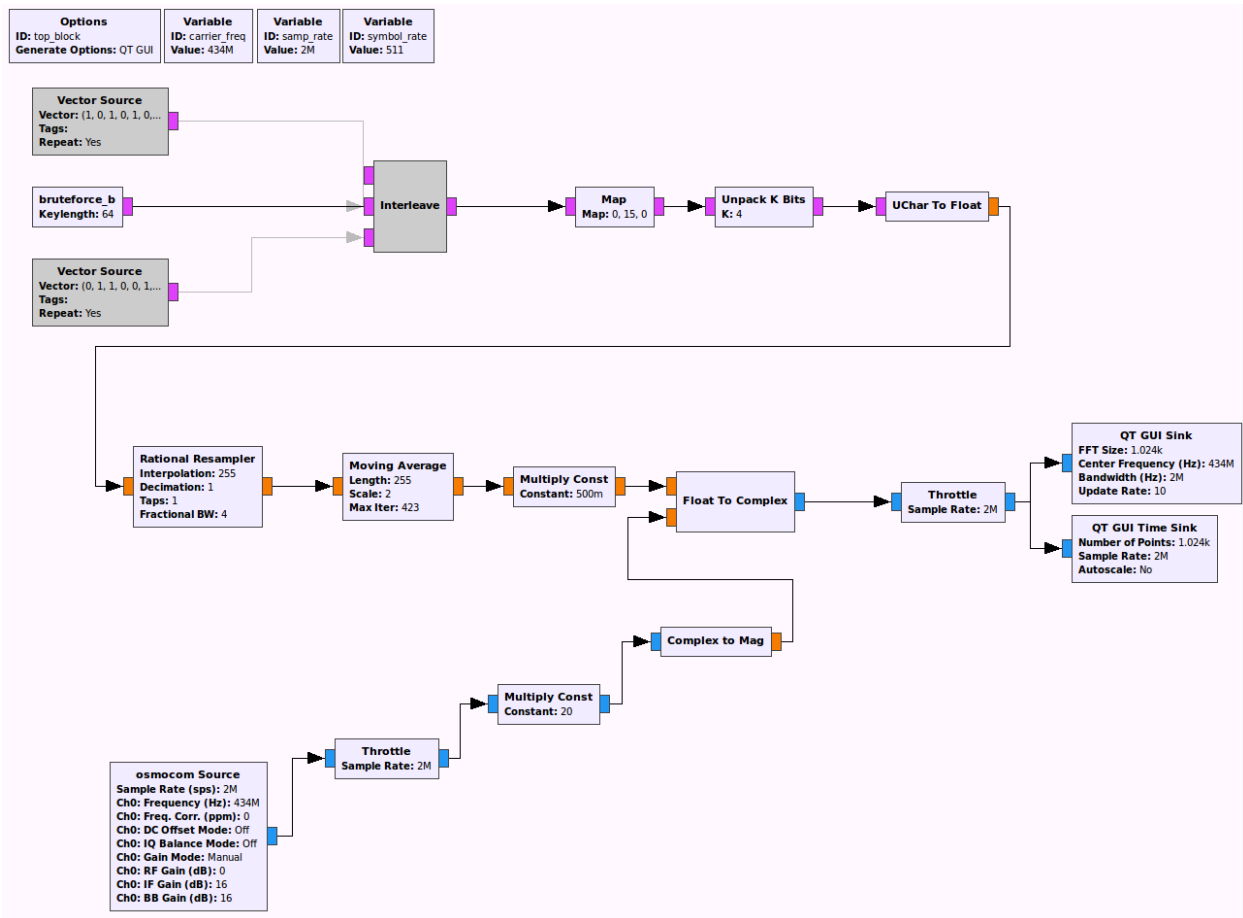 Options
ID: top_block
Generate Options: QT GUI
Variable
ID: carrier_freq
Value: 434M
Variable
ID: samp_rate
Value: 2M
Variable
ID: symbol_rate
Value: 511
Vector Source
Vector: (1, 0, 1, 0, 1, 0,...
Tags:
Repeat: Yes
bruteforce_b
Keylength: 64
Vector Source
Vector: (0, 1, 1, 0, 0, 1,...
Tags:
Repeat: Yes
Interleave
Map
Map: 0, 15, 0
Unpack K Bits
K: 4
UChar To Float
Rational Resampler
Interpolation: 255
Decimation: 1
Taps: 1
Fractional BW: 4
Moving Average
Length: 255
Scale: 2
Max Iter: 423
Multiply Const
Constant: 500m
Float To Complex
Throttle
Sample Rate: 2M
QT GUI Sink
FFT Size: 1.024k
Center Frequency (Hz): 434M
Bandwidth (Hz): 2M
Update Rate: 10
QT GUI Time Sink
Number of Points: 1.024k
Sample Rate: 2M
Autoscale: No
Complex to Mag
Multiply Const
Constant: 20
Throttle
Sample Rate: 2M
osmocom Source
Sample Rate (sps): 2M
Ch0: Frequency (Hz): 434M
Ch0: Freq. Corr. (ppm): 0
Ch0: DC Offset Mode: Off
Ch0: IQ Balance Mode: Off
Ch0: Gain Mode: Manual
Ch0: RF Gain (dB): 0
Ch0: IF Gain (dB): 16
Ch0: BB Gain (dB): 16